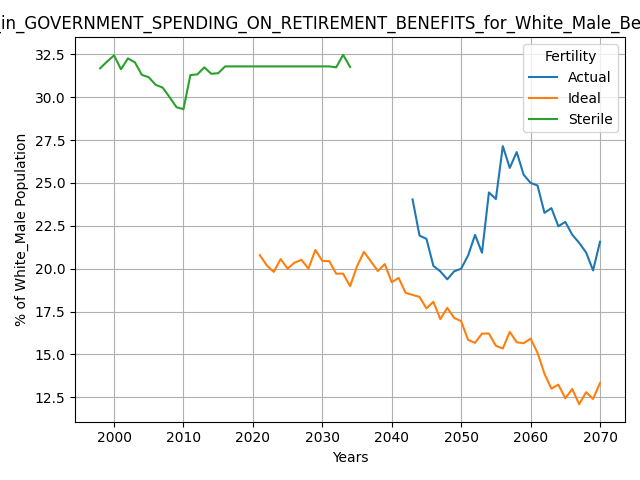 _in_GOVERNMENT_SPENDING_ON_RETIREMENT_BENEFITS_for_White_Male_Be
Fertility
Actual
Ideal
Sterile
% of White_Male Population
32.5
30.0
27.5
25.0
22.5
20.0
17.5
15.0
12.5
2000 2010 2020 2030 2040 2050 2060 2070
Years